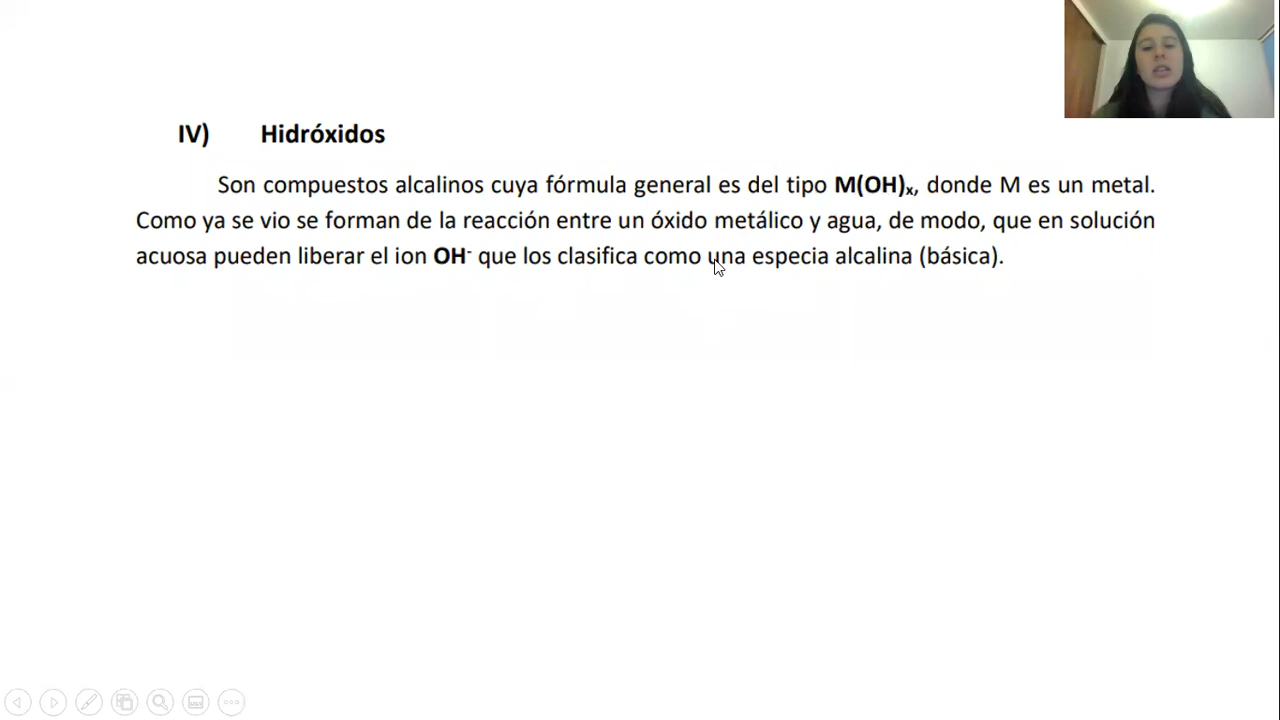 IV) Hidróxidos
Son compuestos alcalinos cuya fórmula general es del tipo M(OH)ₓ, donde M es un metal.
Como ya se vio se forman de la reacción entre un óxido metálico y agua, de modo, que en solución
acuosa pueden liberar el ion OH⁻ que los clasifica como una especia alcalina (básica).